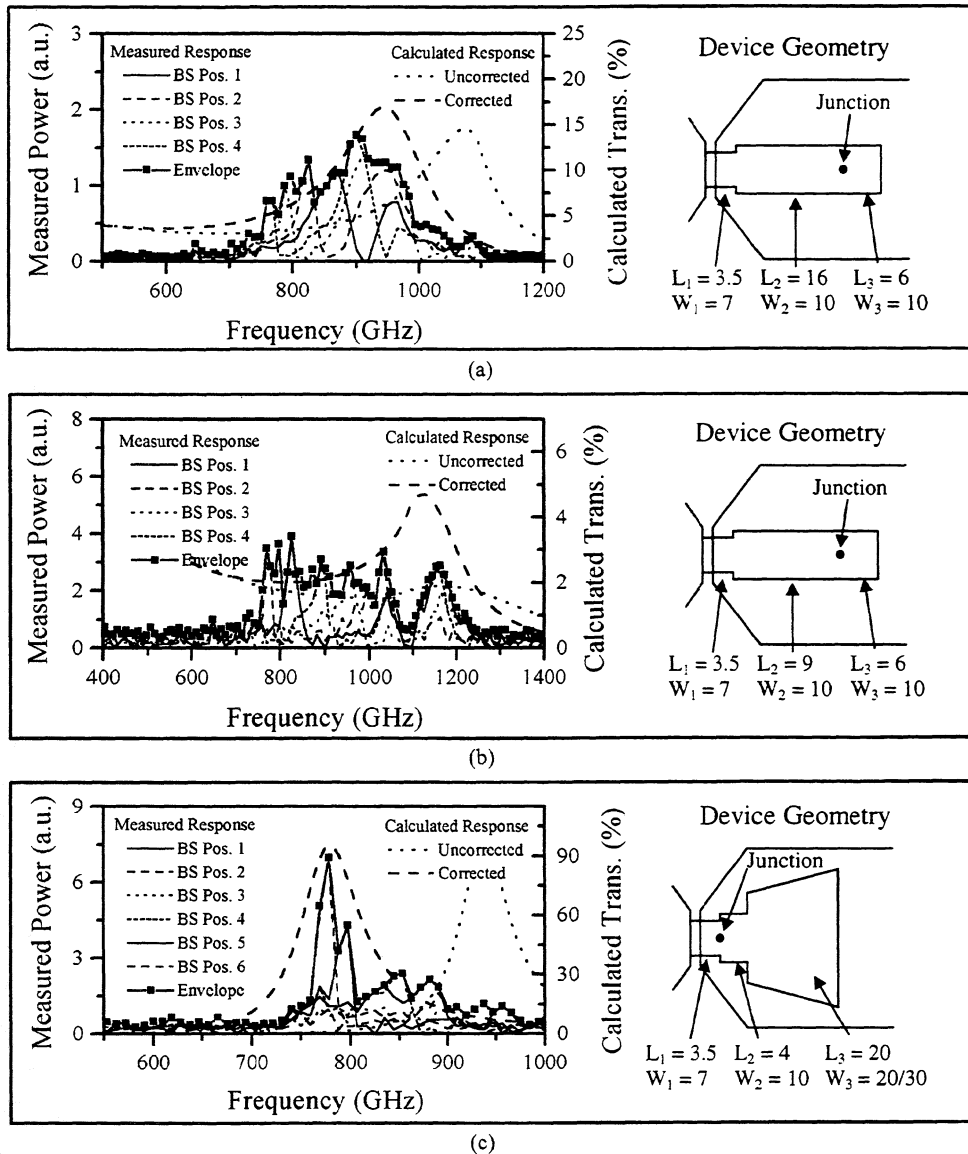 Measured Power (a.u.)
3
2
1
0
Measured Response
BS Pos. 1
BS Pos. 2
BS Pos. 3
BS Pos. 4
Envelope
Calculated Response
Uncorrected
Corrected
25
20
15
10
5
0
Calculated Trans. (%)
600 800 1000 1200
Frequency (GHz)
Device Geometry
Junction
L₁ = 3.5 L₂ = 16 L₃ = 6
W₁ = 7 W₂ = 10 W₃ = 10
(a)
Measured Power (a.u.)
8
6
4
2
0
Measured Response
BS Pos. 1
BS Pos. 2
BS Pos. 3
BS Pos. 4
Envelope
Calculated Response
Uncorrected
Corrected
6
4
2
0
Calculated Trans. (%)
400 600 800 1000 1200 1400
Frequency (GHz)
Device Geometry
Junction
L₁ = 3.5 L₂ = 9 L₃ = 6
W₁ = 7 W₂ = 10 W₃ = 10
(b)
Measured Power (a.u.)
9
6
3
0
Measured Response
BS Pos. 1
BS Pos. 2
BS Pos. 3
BS Pos. 4
BS Pos. 5
BS Pos. 6
Envelope
Calculated Response
Uncorrected
Corrected
90
60
30
0
Calculated Trans. (%)
600 700 800 900 1000
Frequency (GHz)
Device Geometry
Junction
L₁ = 3.5 L₂ = 4 L₃ = 20
W₁ = 7 W₂ = 10 W₃ = 20/30
(c)